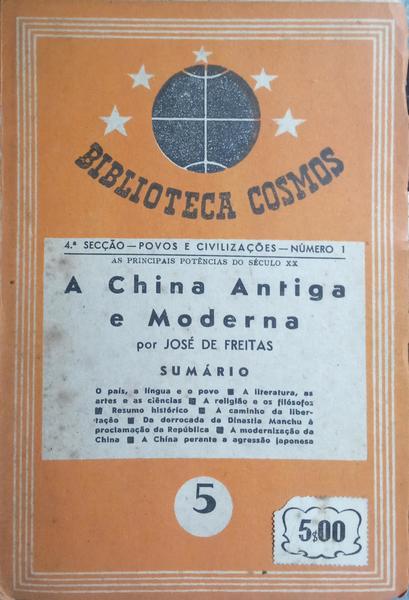 BIBLIOTECA COSMOS
4.ª SECÇÃO — POVOS E CIVILIZAÇÕES — NÚMERO 1
AS PRINCIPAIS POTÊNCIAS DO SÉCULO XX
A China Antiga
e Moderna
por JOSÉ DE FREITAS
SUMÁRIO
O país, a língua e o povo ■ A literatura, as
artes e as ciências ■ A religião e os filósofos
■ Resumo histórico ■ A caminho da liber-
tação ■ Da derrocada da Dinastia Manchu à
proclamação da República ■ A modernização da
China ■ A China perante a agressão japonesa
5
5$00